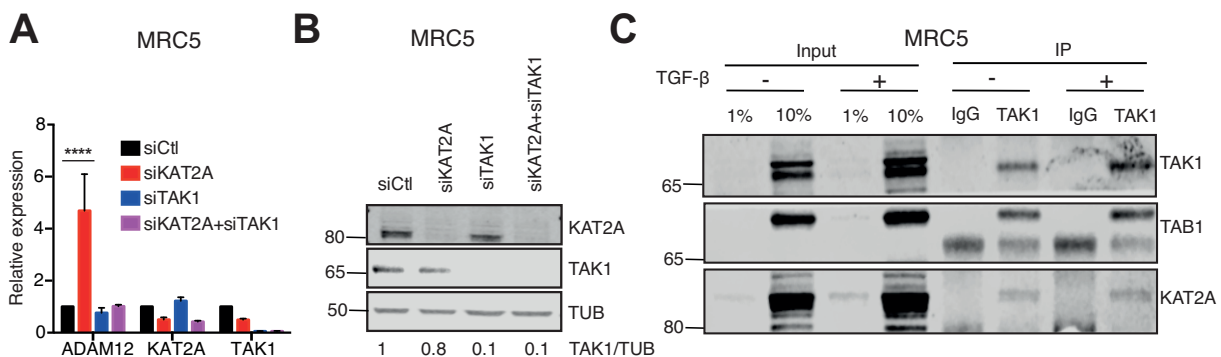 A
MRC5
Relative expression
8
6
4
2
0
****
siCtl
siKAT2A
siTAK1
siKAT2A+siTAK1
ADAM12 KAT2A TAK1
B
MRC5
siCtl siKAT2A siTAK1 siKAT2A+siTAK1
80 KAT2A
65 TAK1
50 TUB
1 0.8 0.1 0.1 TAK1/TUB
C
MRC5
Input IP
TGF-β - + - +
1% 10% 1% 10% IgG TAK1 IgG TAK1
TAK1
65
TAB1
65
KAT2A
80